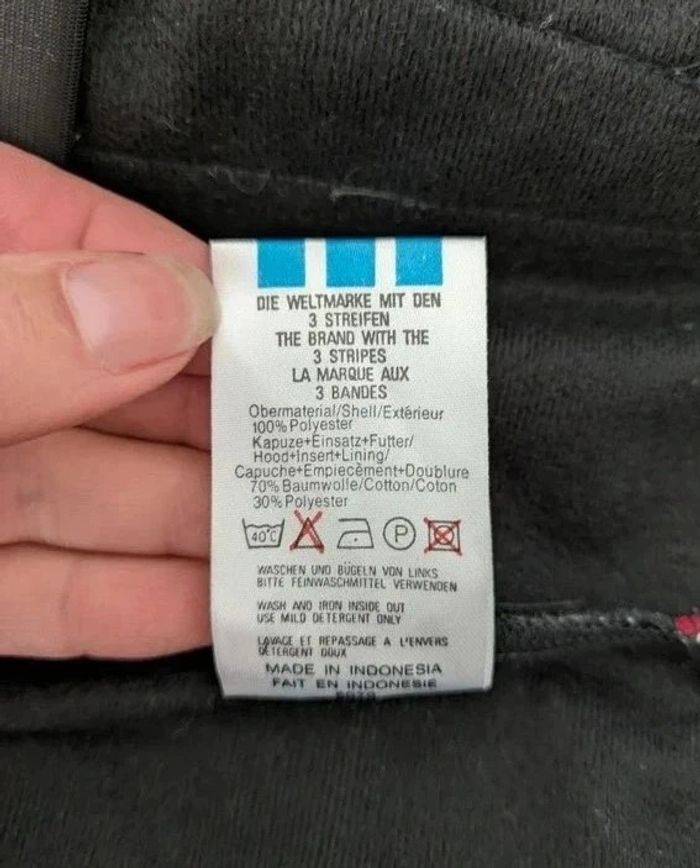 DIE WELTMARKE MIT DEN
3 STREIFEN
THE BRAND WITH THE
3 STRIPES
LA MARQUE AUX
3 BANDES
Obermaterial/Shell/Extérieur
100% Polyester
Kapuze+Einsatz+Futter/
Hood+Insert+Lining/
Capuche+Empiecèment+Doublure
70% Baumwolle/Cotton/Coton
30% Polyester
40°C P
WASCHEN UND BÜGELN VON LINKS
BITTE FEINWASCHMITTEL VERWENDEN
WASH AND IRON INSIDE OUT
USE MILD DETERGENT ONLY
LAVAGE ET REPASSAGE A L'ENVERS
DETERGENT DOUX
MADE IN INDONESIA
FAIT EN INDONESIE